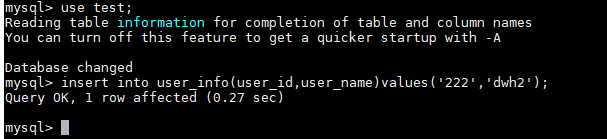 mysql> use test;
Reading table information for completion of table and column names
You can turn off this feature to get a quicker startup with -A
Database changed
mysql> insert into user_info(user_id,user_name)values('222','dwh2');
Query OK, 1 row affected (0.27 sec)
mysql>